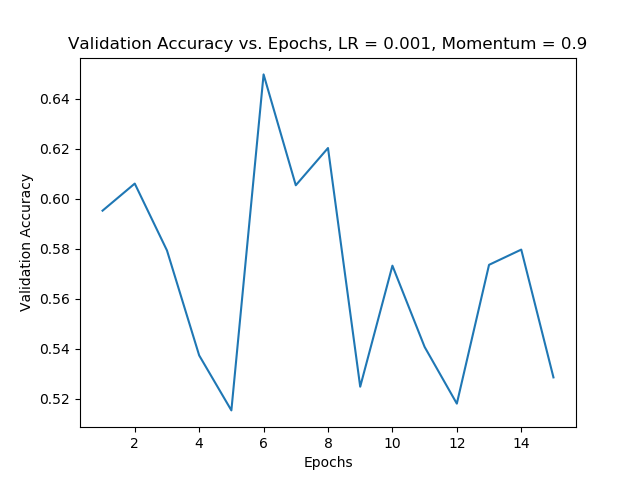 Validation Accuracy vs. Epochs, LR = 0.001, Momentum = 0.9
0.64
0.62
0.60
0.58
0.56
0.54
0.52
Validation Accuracy
2 4 6 8 10 12 14
Epochs